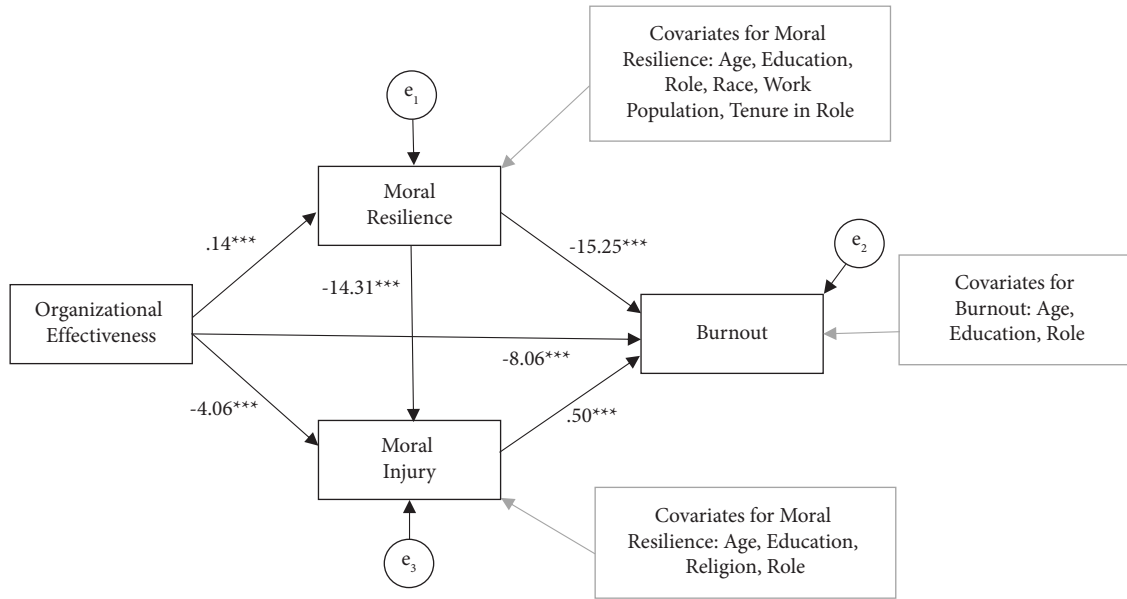 Covariates for Moral
Resilience: Age, Education,
Role, Race, Work
Population, Tenure in Role
e1
Moral
Resilience
.14***
-15.25***
e2
-14.31***
Organizational
Effectiveness
Burnout
Covariates for
Burnout: Age,
Education, Role
-8.06***
-4.06***
.50***
Moral
Injury
Covariates for Moral
Resilience: Age, Education,
Religion, Role
e3